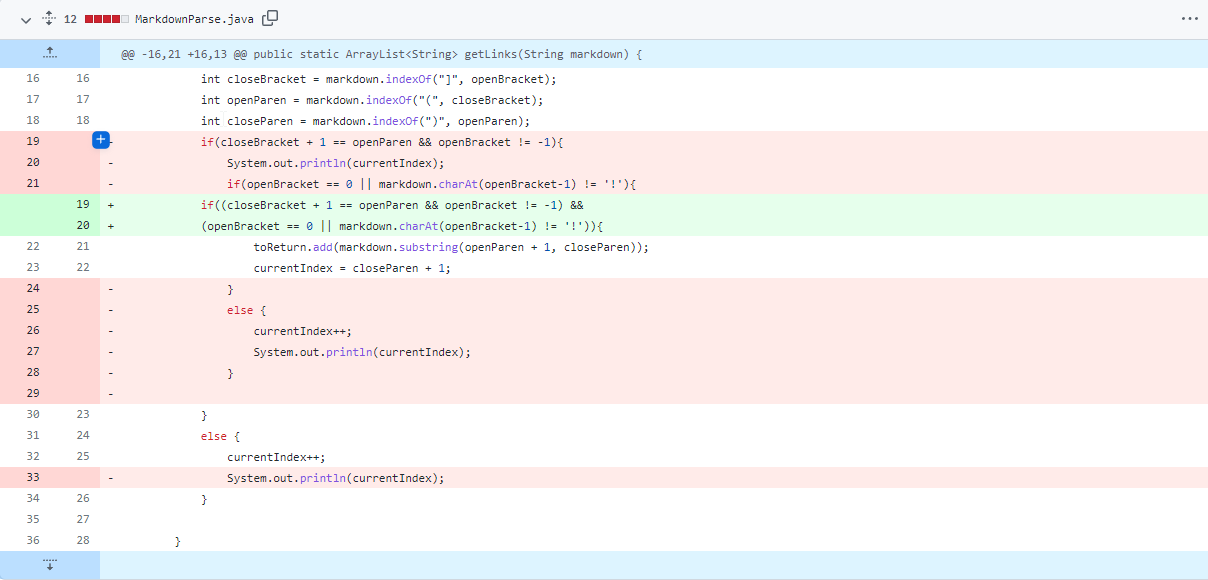 12 MarkdownParse.java
@@ -16,21 +16,13 @@ public static ArrayList<String> getLinks(String markdown) {
16 16 int closeBracket = markdown.indexOf("]", openBracket);
17 17 int openParen = markdown.indexOf("(", closeBracket);
18 18 int closeParen = markdown.indexOf(")", openParen);
19 - if(closeBracket + 1 == openParen && openBracket != -1){
20 - System.out.println(currentIndex);
21 - if(openBracket == 0 || markdown.charAt(openBracket-1) != '!'){
19 + if((closeBracket + 1 == openParen && openBracket != -1) &&
20 + (openBracket == 0 || markdown.charAt(openBracket-1) != '!')){
22 21 toReturn.add(markdown.substring(openParen + 1, closeParen));
23 22 currentIndex = closeParen + 1;
24 - }
25 - else {
26 - currentIndex++;
27 - System.out.println(currentIndex);
28 - }
29 -
30 23 }
31 24 else {
32 25 currentIndex++;
33 - System.out.println(currentIndex);
34 26 }
35 27
36 28 }